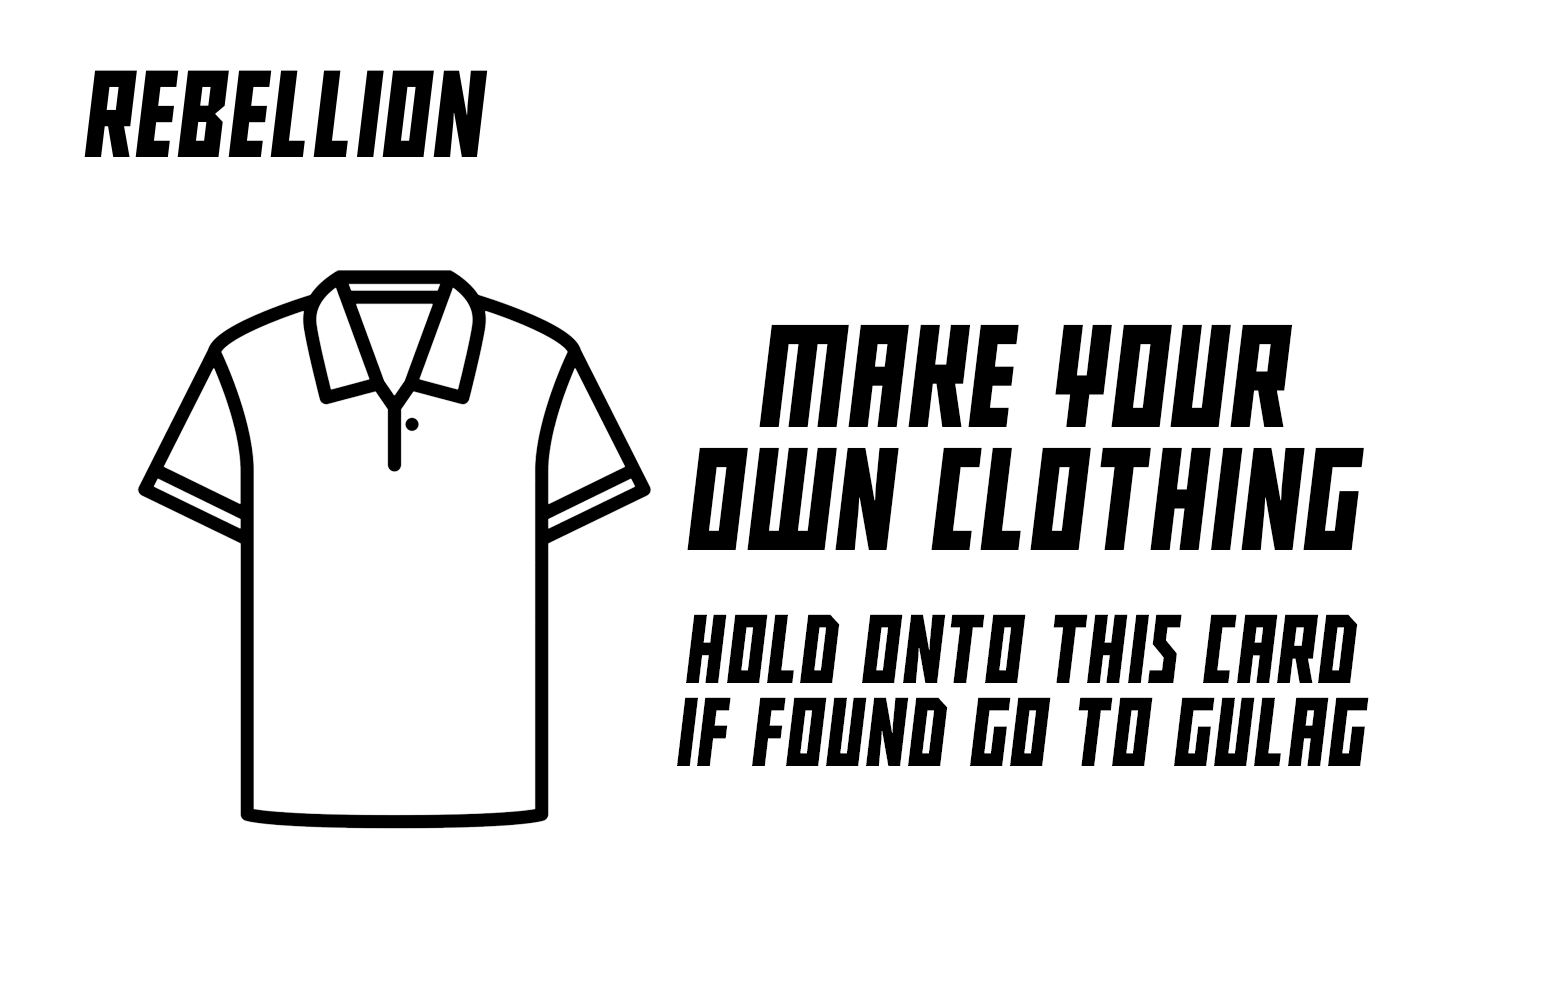 REBELLION
MAKE YOUR
OWN CLOTHING
HOLD ONTO THIS CARD
IF FOUND GO TO GULAG